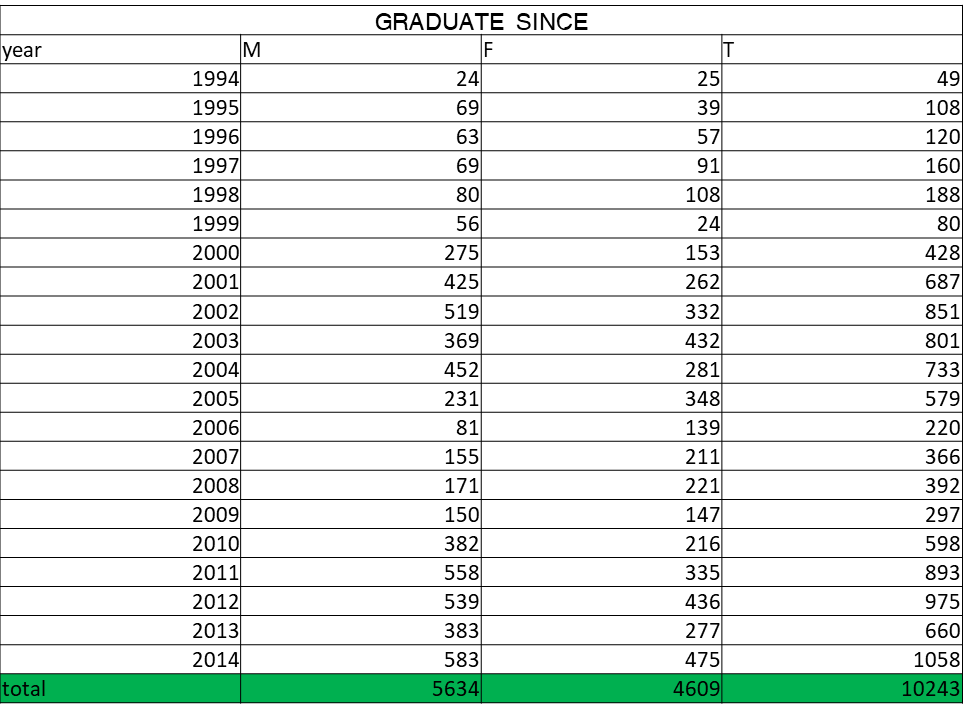 GRADUATE SINCE
year M F T
1994 24 25 49
1995 69 39 108
1996 63 57 120
1997 69 91 160
1998 80 108 188
1999 56 24 80
2000 275 153 428
2001 425 262 687
2002 519 332 851
2003 369 432 801
2004 452 281 733
2005 231 348 579
2006 81 139 220
2007 155 211 366
2008 171 221 392
2009 150 147 297
2010 382 216 598
2011 558 335 893
2012 539 436 975
2013 383 277 660
2014 583 475 1058
total 5634 4609 10243